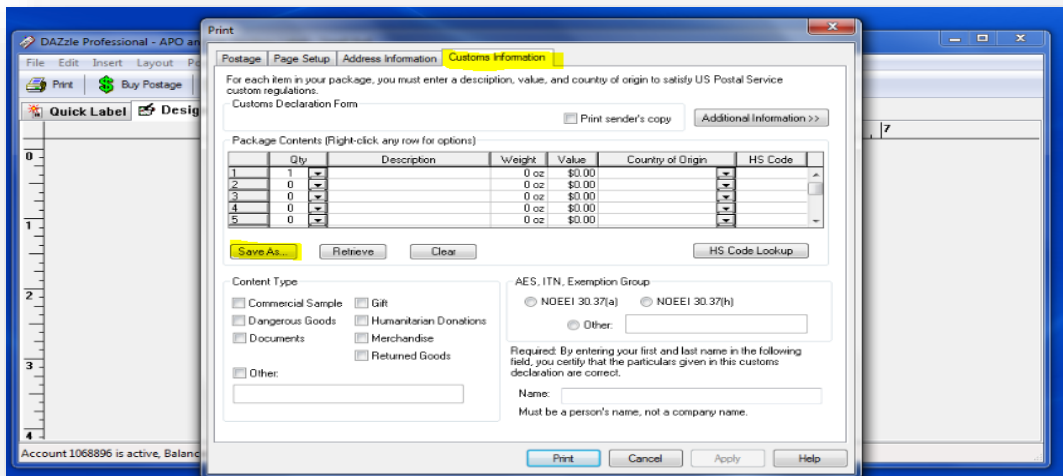 DAZzle Professional - APO an
Print
File Edit Insert Layout Po
Print Buy Postage
Quick Label Desig
Postage Page Setup Address Information Customs Information
For each item in your package, you must enter a description, value, and country of origin to satisfy US Postal Service
custom regulations.
Customs Declaration Form
Print sender's copy Additional Information >>
7
Package Contents (Right-click any row for options)
Qty Description Weight Value Country of Origin HS Code
1 1 0 oz $0.00
2 0 0 oz $0.00
3 0 0 oz $0.00
4 0 0 oz $0.00
5 0 0 oz $0.00
Save As... Retrieve Clear HS Code Lookup
Content Type
Commercial Sample Gift
Dangerous Goods Humanitarian Donations
Documents Merchandise
Returned Goods
Other:
AES, ITN, Exemption Group
NOEEI 30.37(a) NOEEI 30.37(h)
Other:
Required: By entering your first and last name in the following
field, you certify that the particulars given in this customs
declaration are correct.
Name:
Must be a person's name, not a company name.
0
1
2
3
4
Account 1068896 is active, Balanc
Print Cancel Apply Help